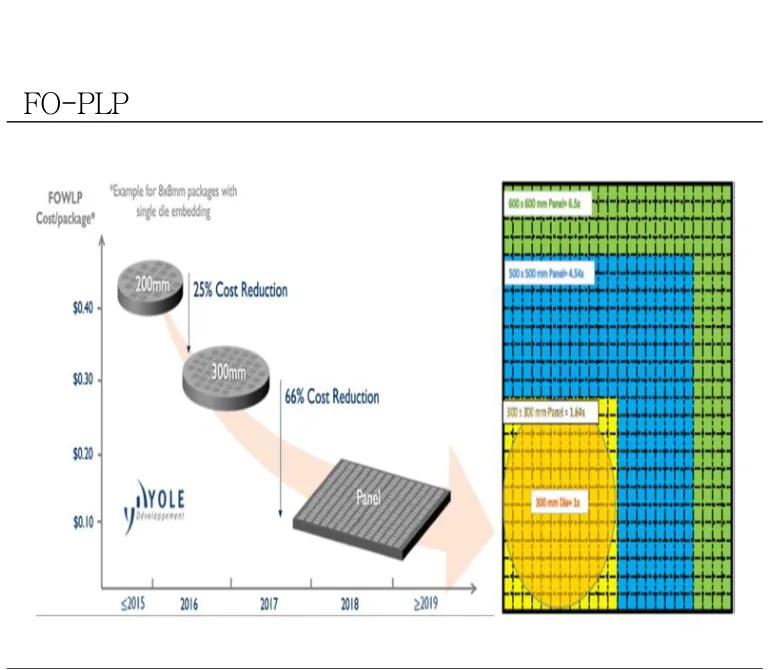 FO-PLP
FOWLP
Cost/package*
*Example for 8x8mm packages with
single die embedding
200mm
25% Cost Reduction
$0.40
300mm
$0.30
66% Cost Reduction
$0.20
Panel
YOLE
Développement
$0.10
≤2015 2016 2017 2018 ≥2019
600 x 600 mm Panel= 6.5x
500 x 500 mm Panel= 4.54x
300 x 300 mm Panel = 1.64x
300 mm Die= 1x